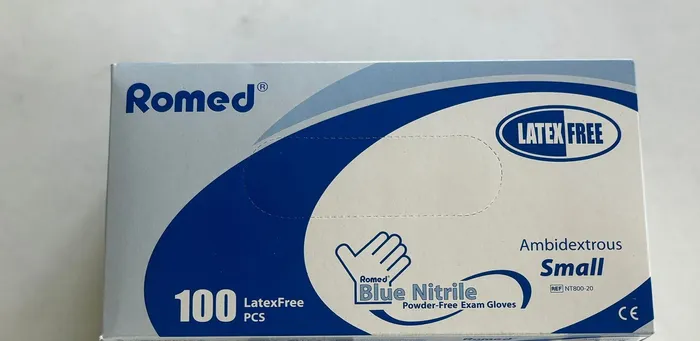 Romed®
LATEX FREE
Ambidextrous
Small
REF NT800-20
Romed®
Blue Nitrile
Powder-Free Exam Gloves
100 LatexFree
PCS
CE